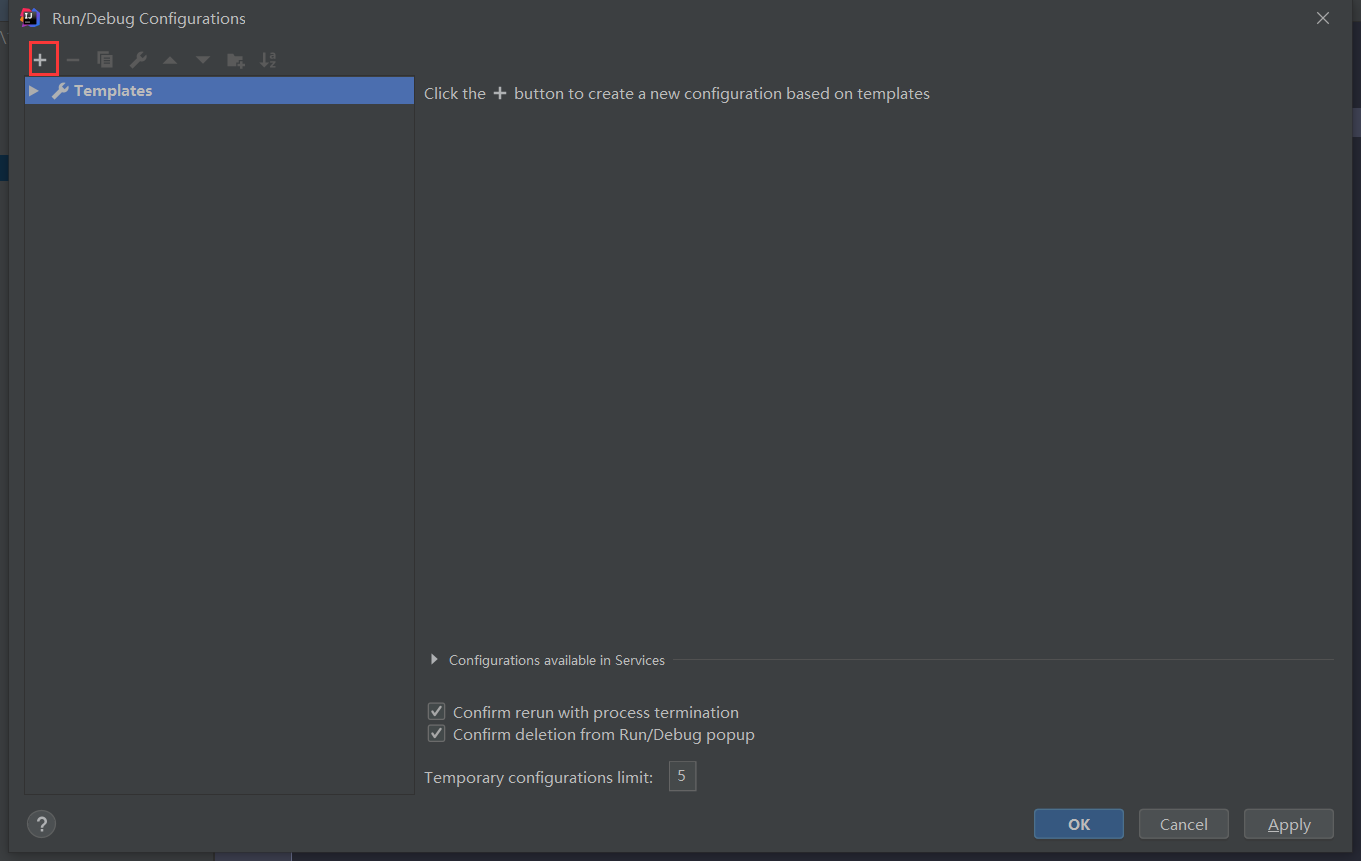 Run/Debug Configurations
Templates
Click the + button to create a new configuration based on templates
Configurations available in Services
Confirm rerun with process termination
Confirm deletion from Run/Debug popup
Temporary configurations limit: 5
?
OK
Cancel
Apply